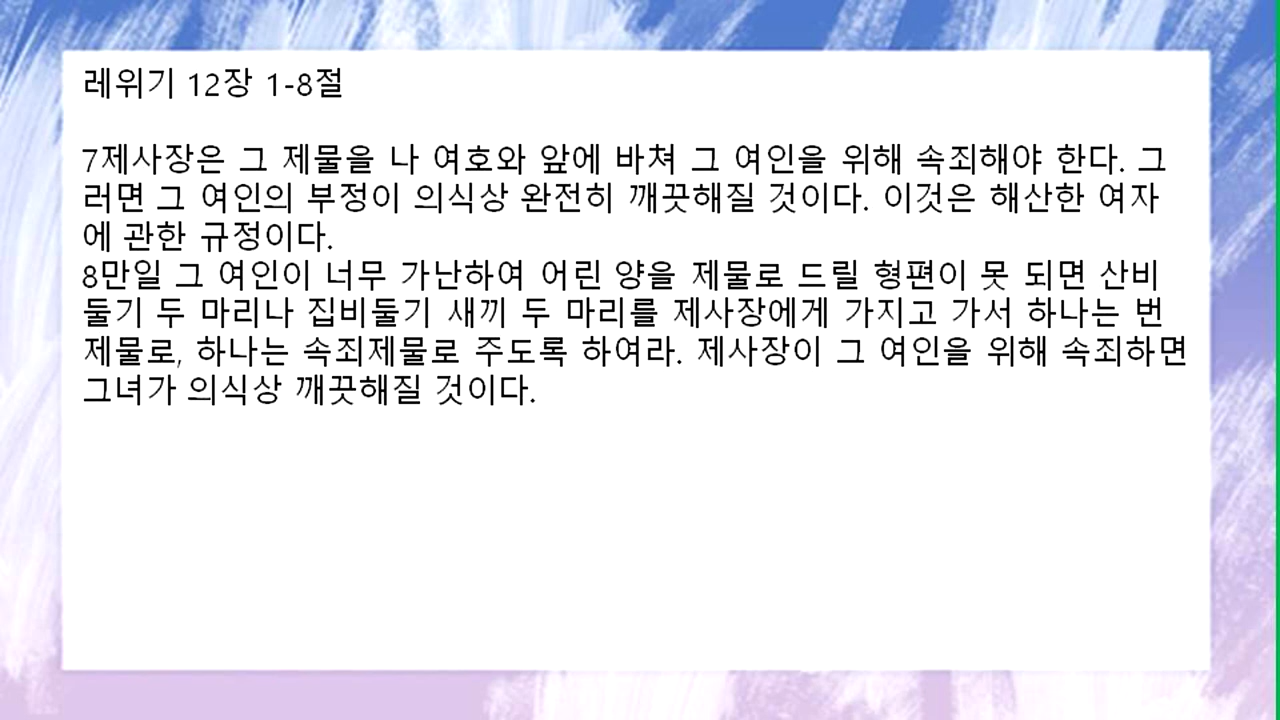 레위기 12장 1-8절
7제사장은 그 제물을 나 여호와 앞에 바쳐 그 여인을 위해 속죄해야 한다. 그
러면 그 여인의 부정이 의식상 완전히 깨끗해질 것이다. 이것은 해산한 여자
에 관한 규정이다.
8만일 그 여인이 너무 가난하여 어린 양을 제물로 드릴 형편이 못 되면 산비
둘기 두 마리나 집비둘기 새끼 두 마리를 제사장에게 가지고 가서 하나는 번
제물로, 하나는 속죄제물로 주도록 하여라. 제사장이 그 여인을 위해 속죄하면
그녀가 의식상 깨끗해질 것이다.